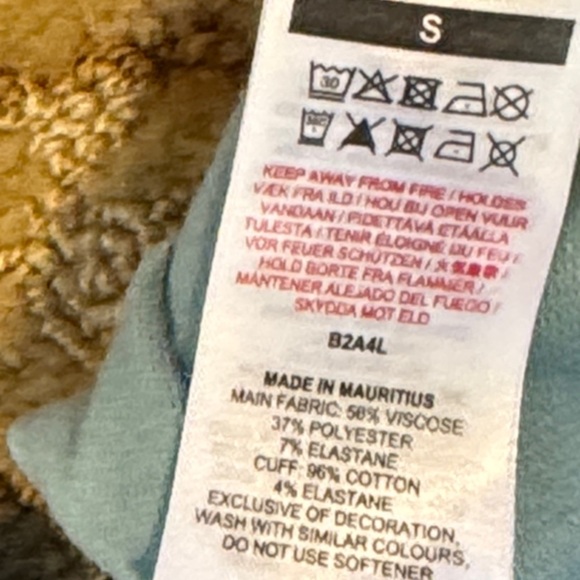 S
30
KEEP AWAY FROM FIRE / HOLDES
VÆK FRA ILD / HOU BIJ OPEN VUUR
VANDAAN / PIDETTÄVÄ ETÄÄLLÄ
TULESTA / TENIR ÉLOIGNÉ DU FEU /
VOR FEUER SCHÜTZEN /
HOLD BORTE FRA FLAMMER /
MANTENER ALEJADO DEL FUEGO /
SKYDDA MOT ELD
B2A4L
MADE IN MAURITIUS
MAIN FABRIC: 56% VISCOSE
37% POLYESTER
7% ELASTANE
CUFF: 96% COTTON
4% ELASTANE
EXCLUSIVE OF DECORATION.
WASH WITH SIMILAR COLOURS,
DO NOT USE SOFTENER